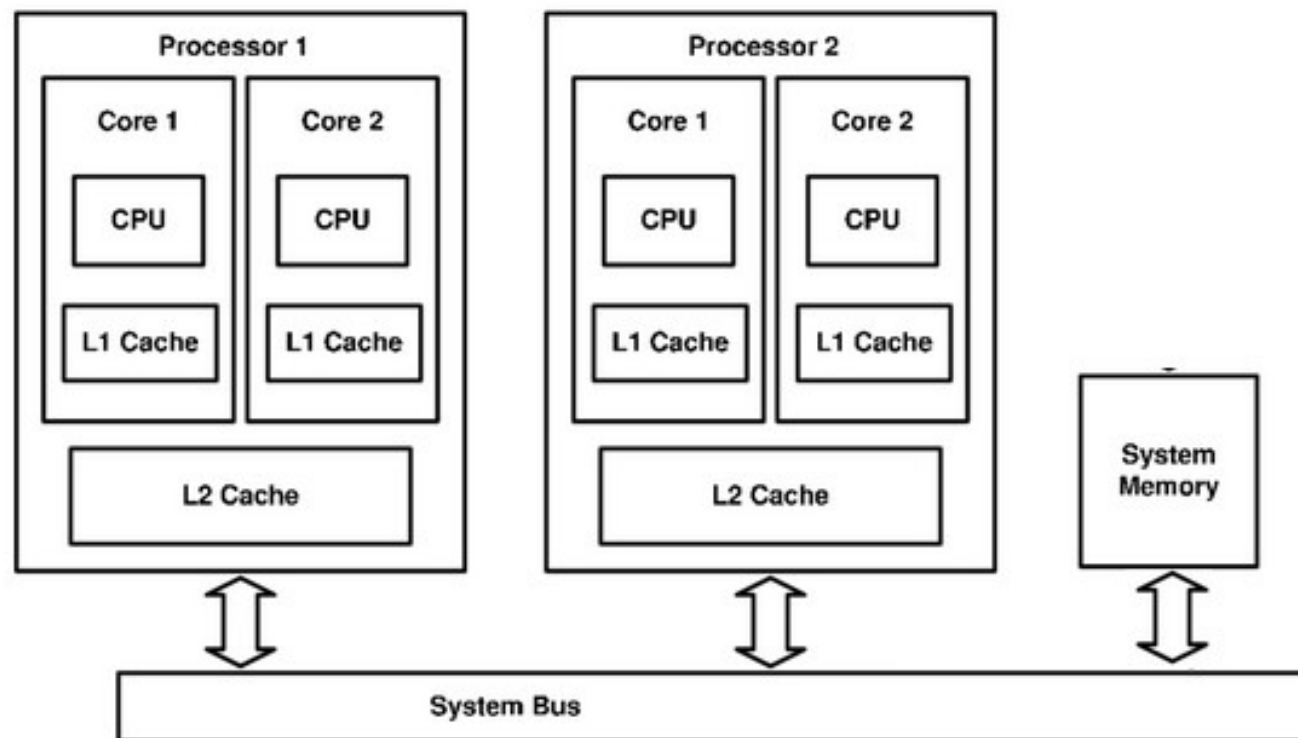 Processor 1
Core 1
CPU
L1 Cache
Core 2
CPU
L1 Cache
L2 Cache
Processor 2
Core 1
CPU
L1 Cache
Core 2
CPU
L1 Cache
L2 Cache
System
Memory
System Bus